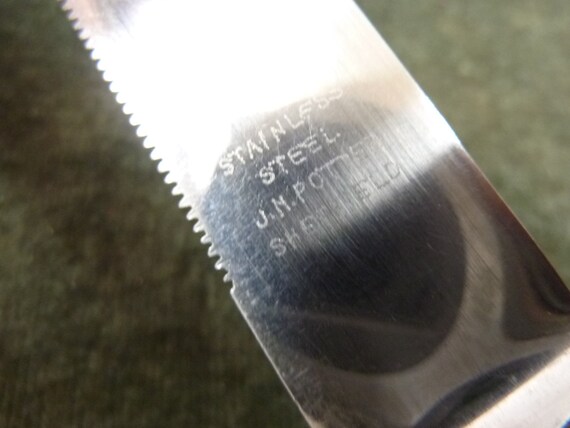 STAINLESS
STEEL
J.H.POTTER
SHEFFIELD